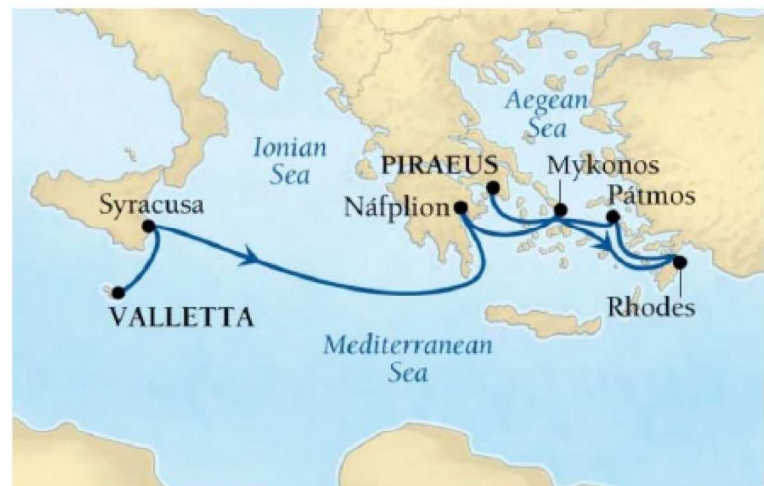 Aegean
Sea
Ionian
Sea
PIRAEUS
Mykonos
Pátmos
Syracusa
Náfplion
VALLETTA
Rhodes
Mediterranean
Sea